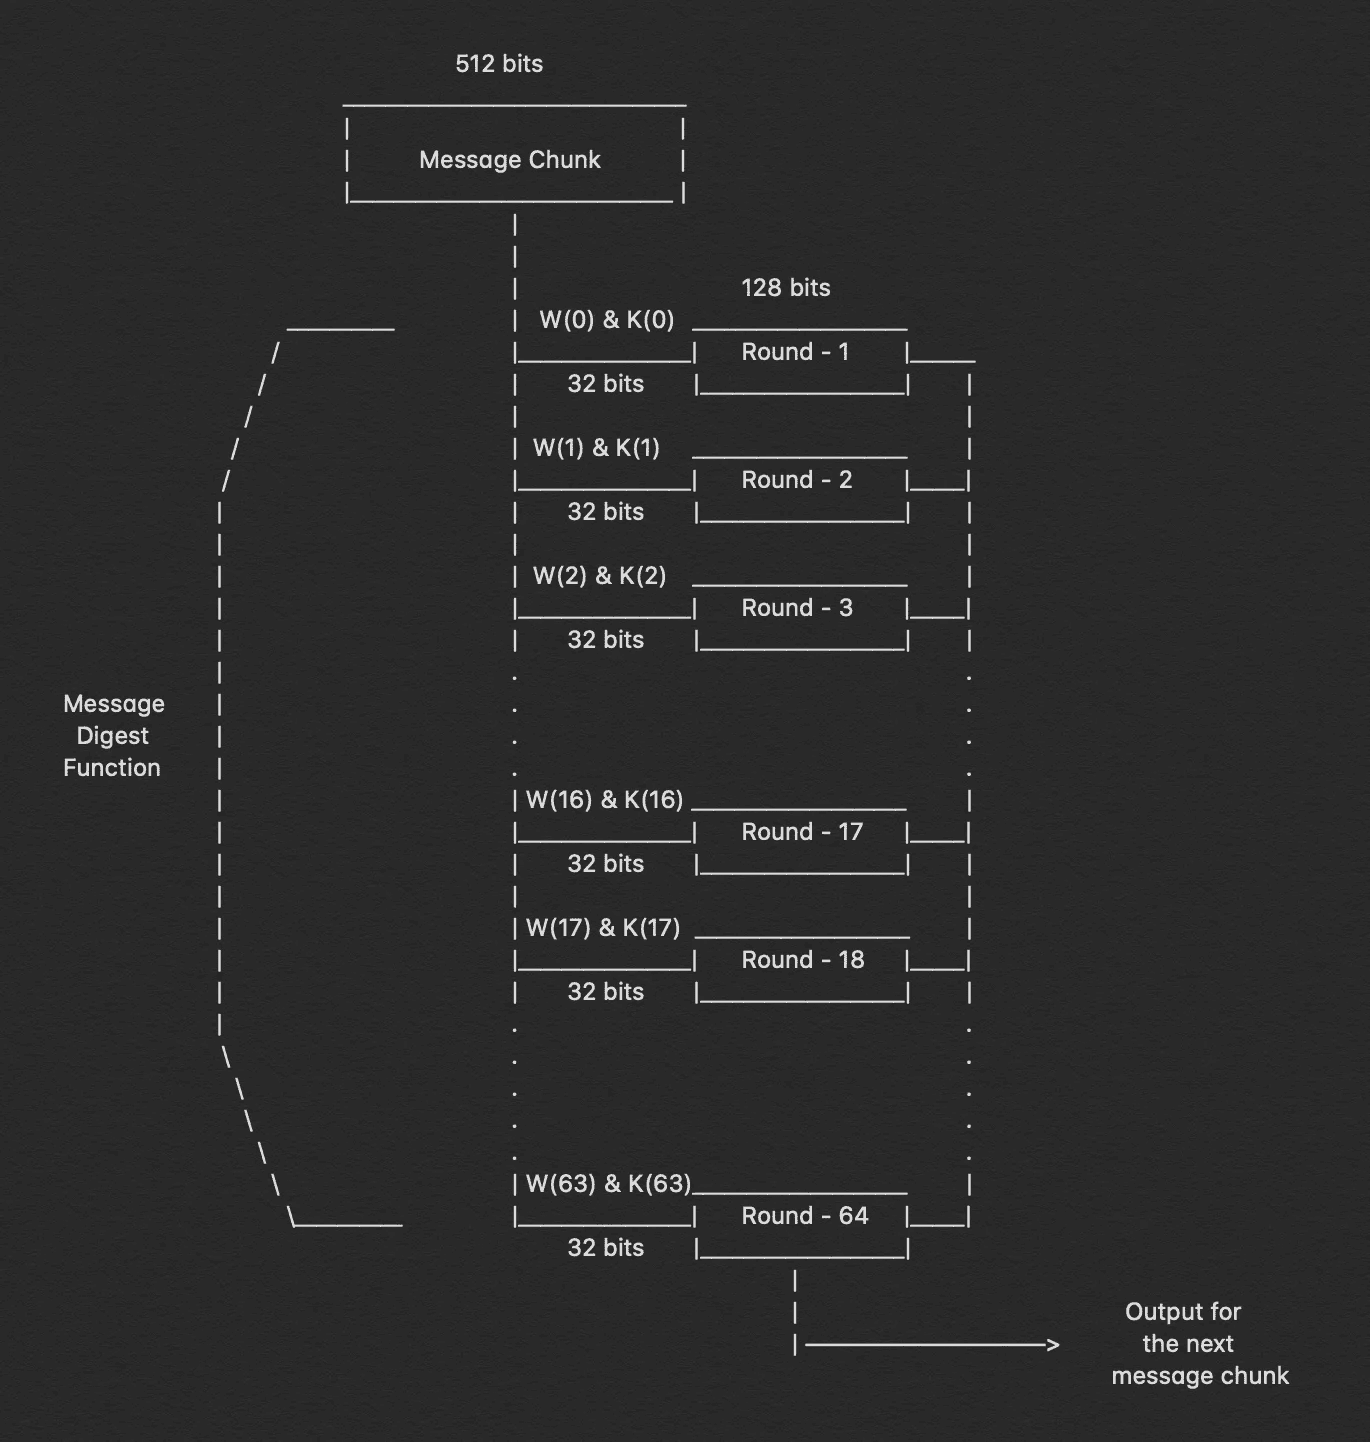 512 bits
Message Chunk
128 bits
W(0) & K(0)
Round - 1
32 bits
W(1) & K(1)
Round - 2
32 bits
W(2) & K(2)
Round - 3
32 bits
Message
Digest
Function
W(16) & K(16)
Round - 17
32 bits
W(17) & K(17)
Round - 18
32 bits
W(63) & K(63)
Round - 64
32 bits
Output for
the next
message chunk